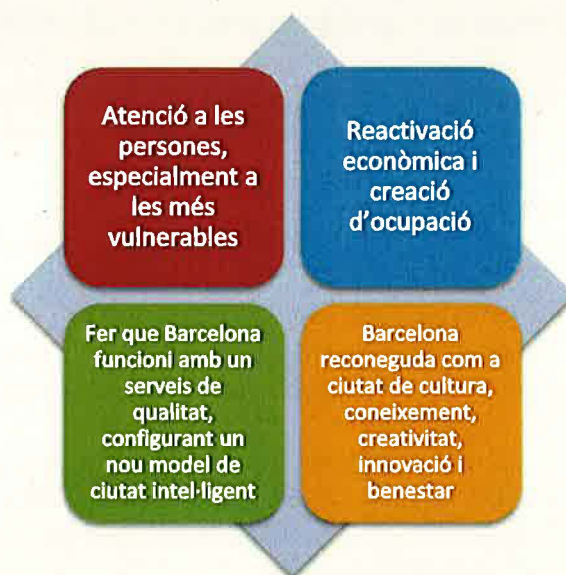 Atenció a les
persones,
especialment a
les més
vulnerables
Reactivació
econòmica i
creació
d'ocupació
Fer que Barcelona
funcioni amb un
serveis de
qualitat,
configurant un
nou model de
ciutat intel·ligent
Barcelona
reconeguda com a
ciutat de cultura,
coneixement,
creativitat,
innovació i
benestar